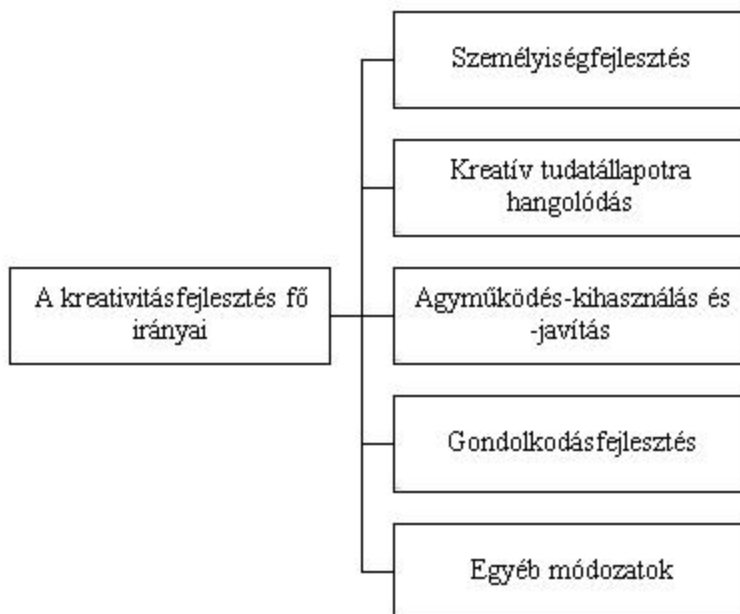 Személyiségfejlesztés
Kreatív tudatállapotra
hangolódás
A kreativitásfejlesztés fő
irányai
Agyműködés-kihasználás és
-javítás
Gondolkodásfejlesztés
Egyéb módozatok